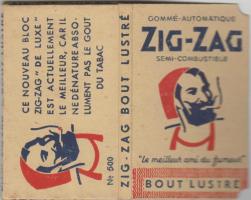 CE NOUVEAU BLOC
ZIG-ZAG "DE LUXE"
EST ACTUELLEMENT
LE MEILLEUR, CAR IL
NE DÉNATURE ABSO-
LUMENT PAS LE GOUT
DU TABAC
No 500
ZIG-ZAG BOUT LUSTRÉ
GOMMÉ-AUTOMATIQUE
ZIG-ZAG
SEMI-COMBUSTIBLE
"Le meilleur ami du fumeur"
BOUT LUSTRÉ